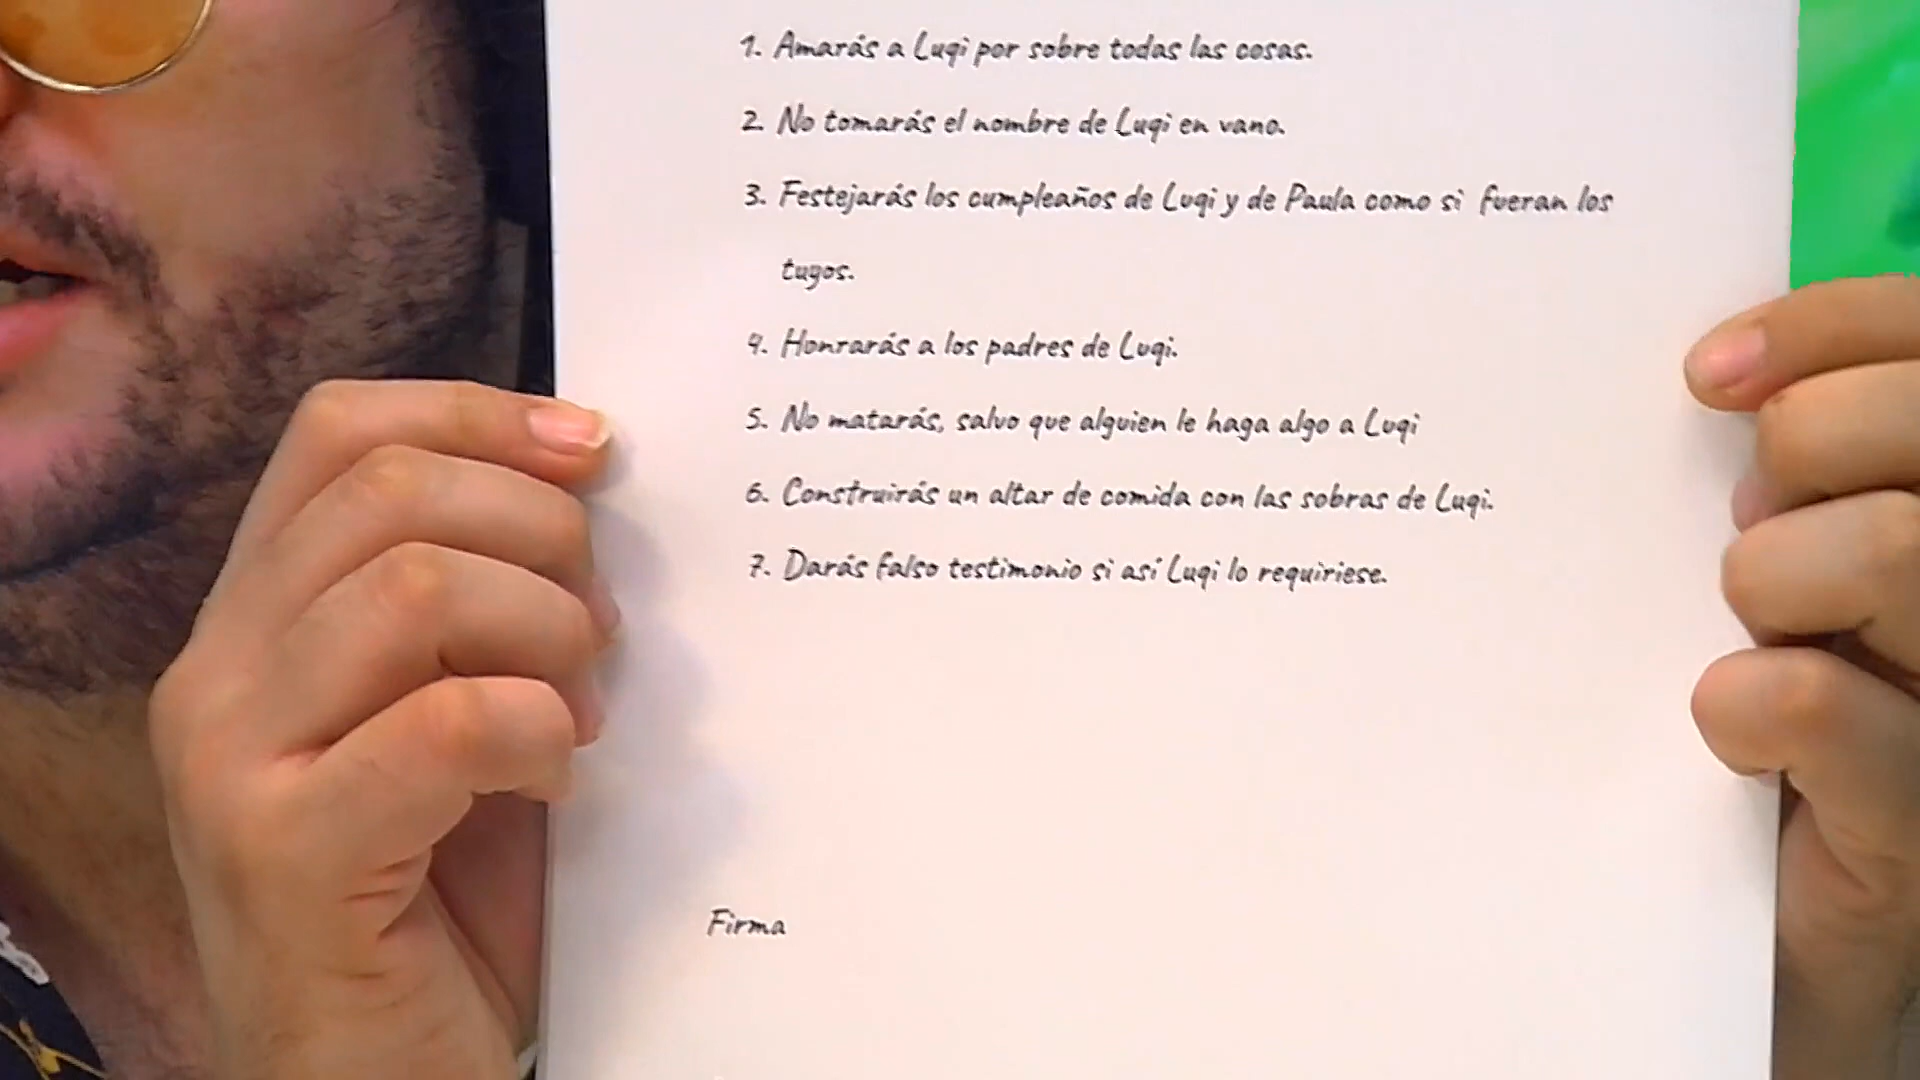 1. Amarás a Luqi por sobre todas las cosas.
2. No tomarás el nombre de Luqi en vano.
3. Festejarás los cumpleaños de Luqi y de Paula como si fueran los
tuyos.
4. Honrarás a los padres de Luqi.
5. No matarás, salvo que alguien le haga algo a Luqi
6. Construirás un altar de comida con las sobras de Luqi.
7. Darás falso testimonio si así Luqi lo requiriese.
Firma